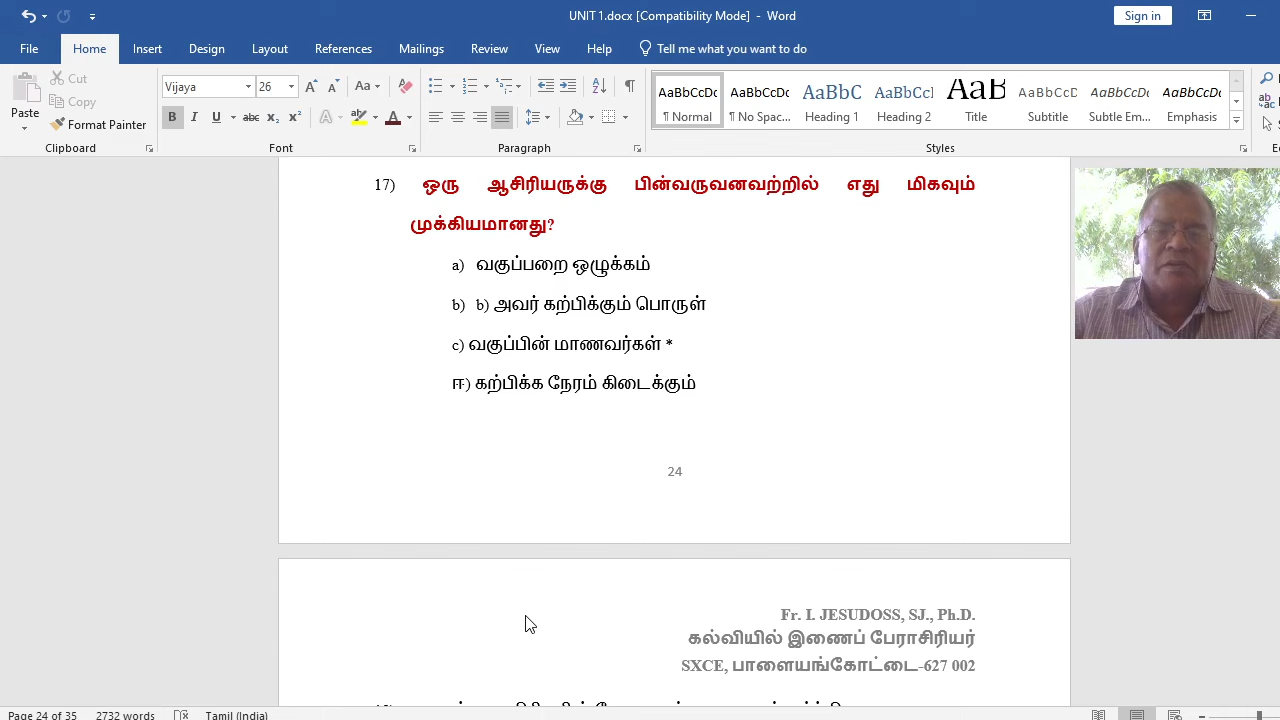 UNIT 1.docx [Compatibility Mode] - Word
Sign in
File Home Insert Design Layout References Mailings Review View Help Tell me what you want to do
Paste
Cut
Copy
Format Painter
Clipboard
Vijaya 26
Font
Paragraph
AaBbCcDc AaBbCcDc AaBbC AaBbCcI AaB AaBbCcD AaBbCcDt AaBbCcDt
¶ Normal ¶ No Spac... Heading 1 Heading 2 Title Subtitle Subtle Em... Emphasis
Styles
17) ஒரு ஆசிரியருக்கு பின்வருவனவற்றில் எது மிகவும்
முக்கியமானது?
a) வகுப்பறை ஒழுக்கம்
b) b) அவர் கற்பிக்கும் பொருள்
c) வகுப்பின் மாணவர்கள் *
ஈ) கற்பிக்க நேரம் கிடைக்கும்
24
Fr. I. JESUDOSS, SJ., Ph.D.
கல்வியில் இணைப் பேராசிரியர்
SXCE, பாளையங்கோட்டை-627 002
Page 24 of 35 2732 words Tamil (India)